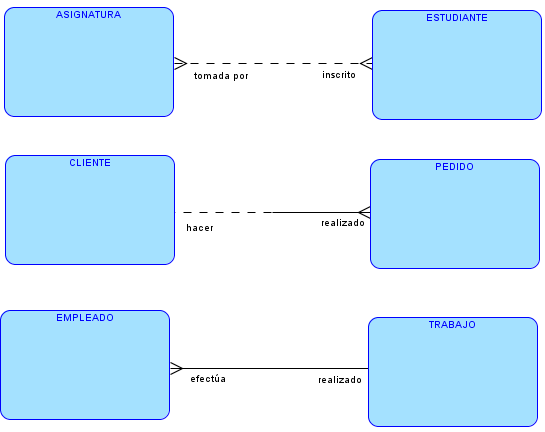 ASIGNATURA
ESTUDIANTE
tomada por
inscrito
CLIENTE
PEDIDO
hacer
realizado
EMPLEADO
TRABAJO
efectúa
realizado